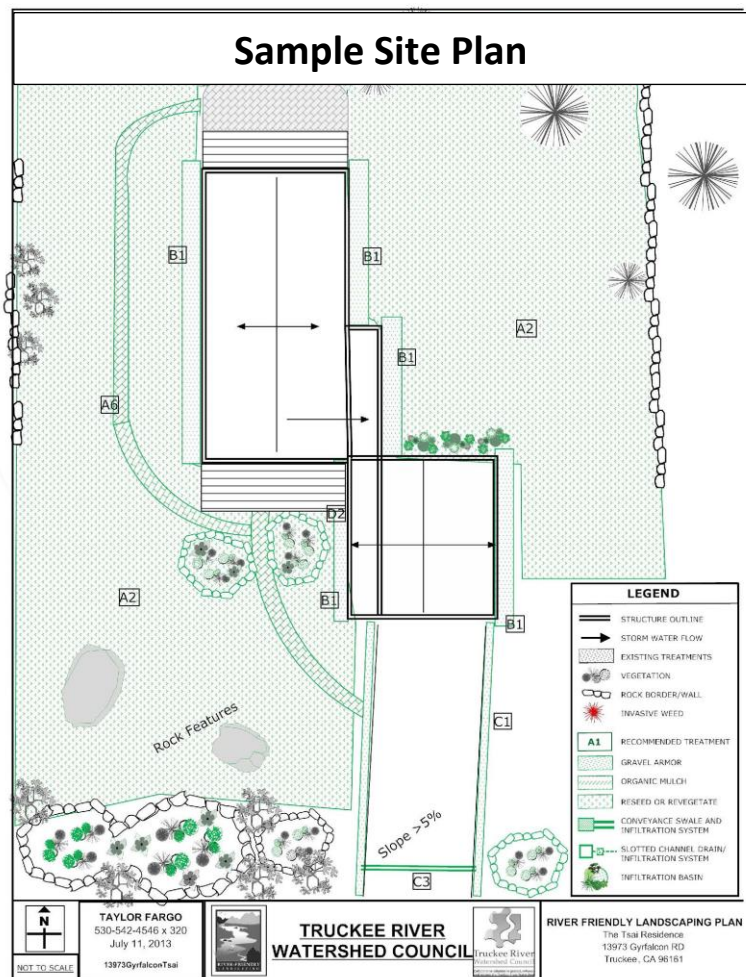 Sample Site Plan
B1
B1
A2
B1
A6
D2
A2
B1
B1
Rock Features
C1
Slope >5%
C3
LEGEND
STRUCTURE OUTLINE
STORM WATER FLOW
EXISTING TREATMENTS
VEGETATION
ROCK BORDER/WALL
INVASIVE WEED
A1 RECOMMENDED TREATMENT
GRAVEL ARMOR
ORGANIC MULCH
RESEED OR REVEGETATE
CONVEYANCE SWALE AND
INFILTRATION SYSTEM
SLOTTED CHANNEL DRAIN/
INFILTRATION SYSTEM
INFILTRATION BASIN
N
NOT TO SCALE
TAYLOR FARGO
530-542-4546 x 320
July 11, 2013
13973GyrfalconTsai
RIVER-FRIENDLY
LANDSCAPING
TRUCKEE RIVER
WATERSHED COUNCIL
Truckee River
Watershed Council
RIVER FRIENDLY LANDSCAPING PLAN
The Tsai Residence
13973 Gyrfalcon RD
Truckee, CA 96161